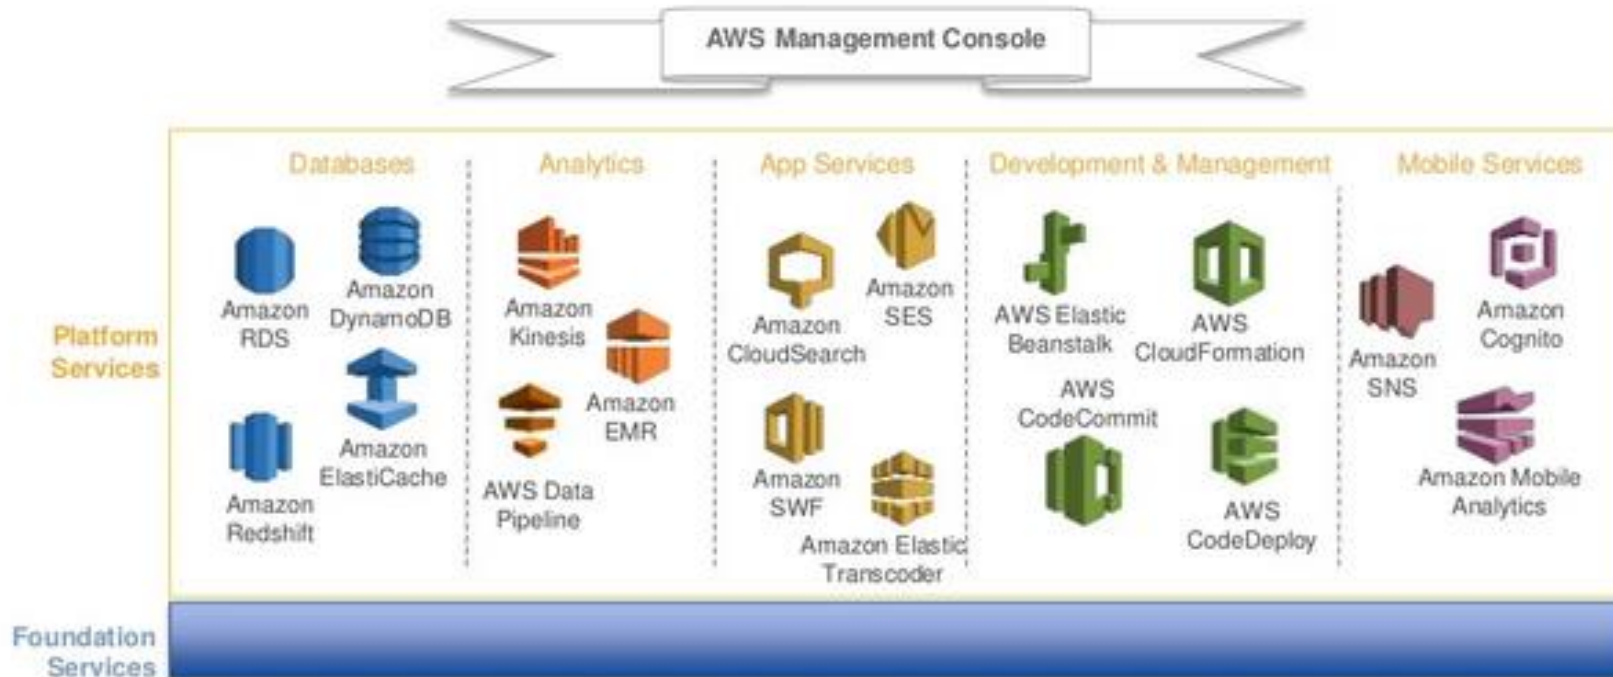 AWS Management Console
Databases
Analytics
App Services
Development & Management
Mobile Services
Platform
Services
Amazon
RDS
Amazon
DynamoDB
Amazon
Redshift
Amazon
ElastiCache
Amazon
Kinesis
Amazon
EMR
AWS Data
Pipeline
Amazon
CloudSearch
Amazon
SES
Amazon
SWF
Amazon Elastic
Transcoder
AWS Elastic
Beanstalk
AWS
CloudFormation
AWS
CodeCommit
AWS
CodeDeploy
Amazon
SNS
Amazon
Cognito
Amazon Mobile
Analytics
Foundation
Services